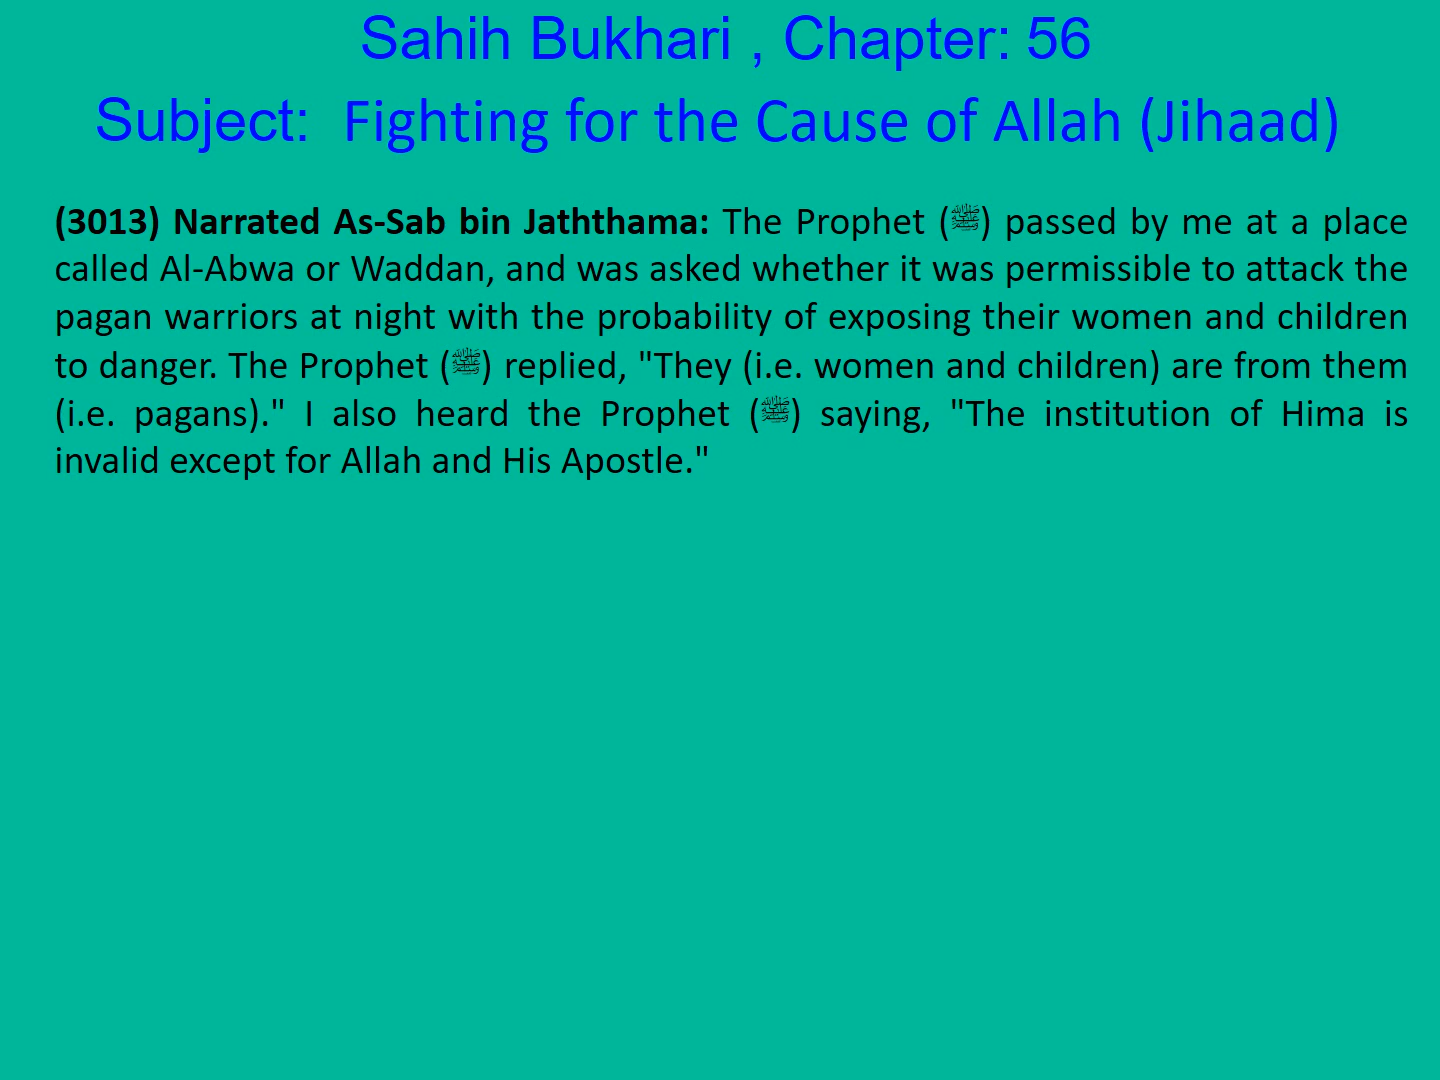 Sahih Bukhari , Chapter: 56
Subject: Fighting for the Cause of Allah (Jihaad)
(3013) Narrated As-Sab bin Jaththama: The Prophet (ﷺ) passed by me at a place
called Al-Abwa or Waddan, and was asked whether it was permissible to attack the
pagan warriors at night with the probability of exposing their women and children
to danger. The Prophet (ﷺ) replied, "They (i.e. women and children) are from them
(i.e. pagans)." I also heard the Prophet (ﷺ) saying, "The institution of Hima is
invalid except for Allah and His Apostle."